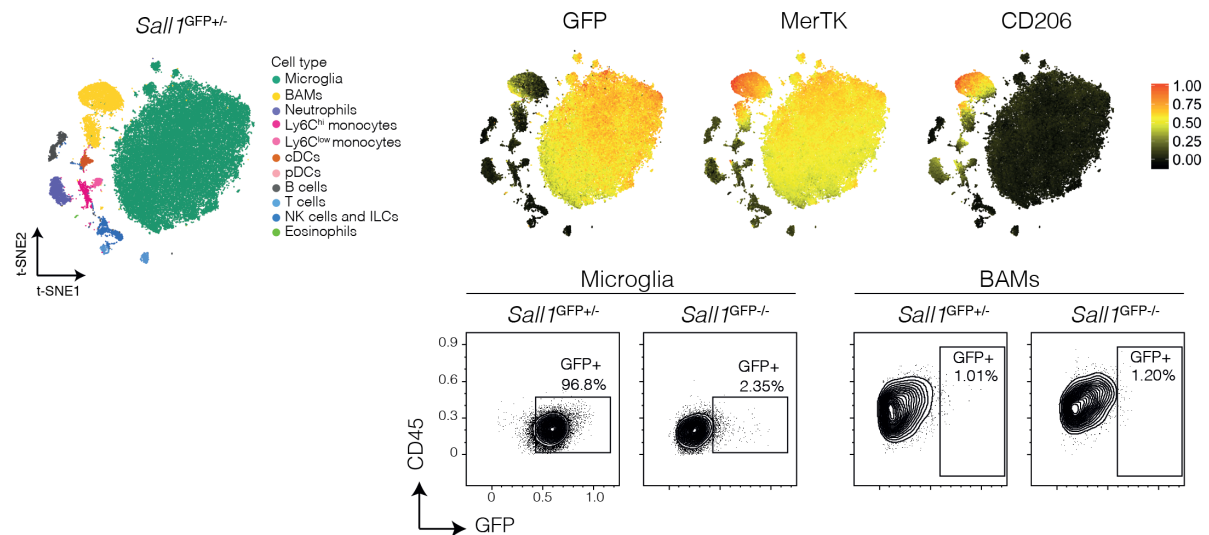 Sall1GFP+/-
Cell type
Microglia
BAMs
Neutrophils
Ly6Chi monocytes
Ly6Clow monocytes
cDCs
pDCs
B cells
T cells
NK cells and ILCs
Eosinophils
t-SNE2
t-SNE1
GFP
MerTK
CD206
1.00
0.75
0.50
0.25
0.00
Microglia
BAMs
Sall1GFP+/-
Sall1GFP-/-
Sall1GFP+/-
Sall1GFP-/-
0.9
0.6
0.3
0
GFP+
96.8%
GFP+
2.35%
GFP+
1.01%
GFP+
1.20%
0
0.5
1.0
CD45
GFP